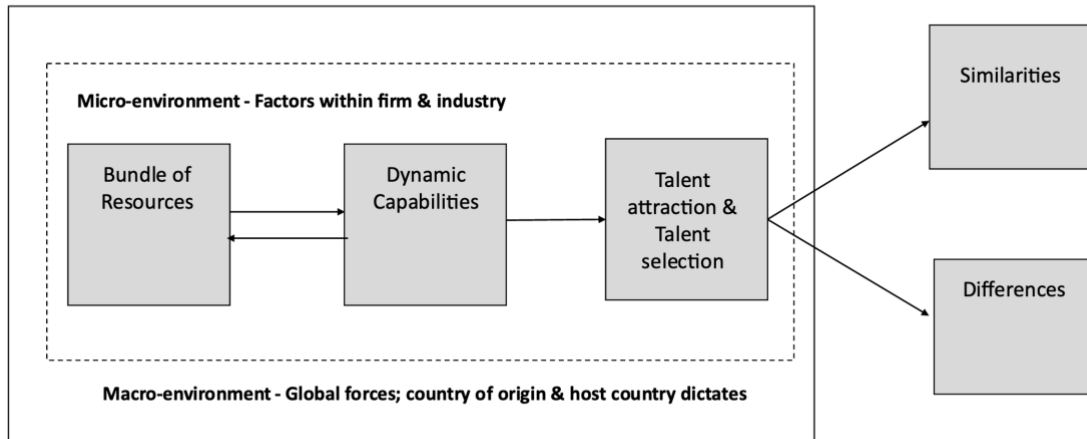 Micro-environment - Factors within firm & industry
Bundle of
Resources
Dynamic
Capabilities
Talent
attraction &
Talent
selection
Similarities
Differences
Macro-environment - Global forces; country of origin & host country dictates